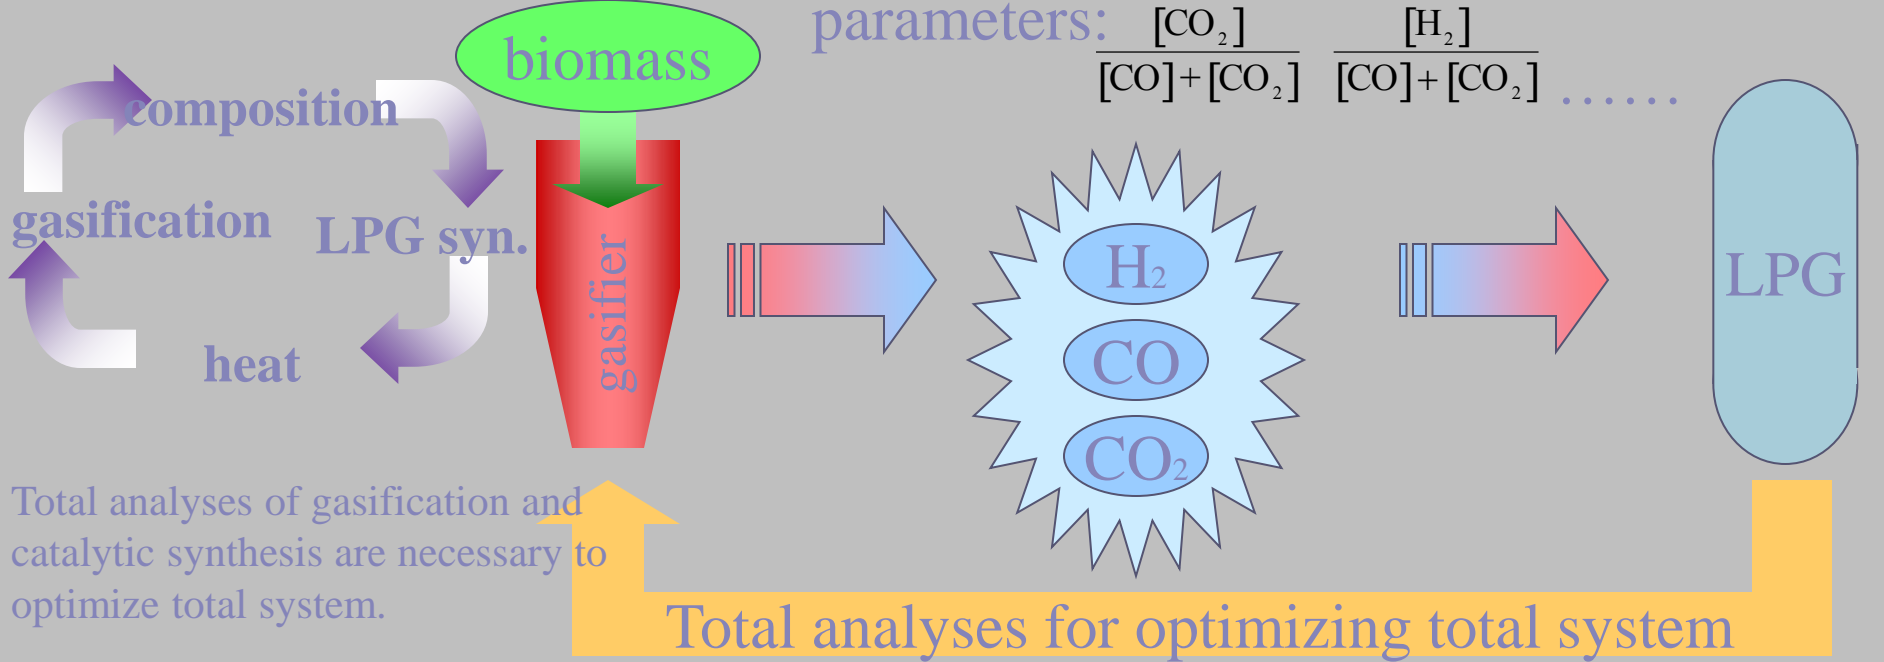 parameters: [CO2] / [CO]+[CO2] [H2] / [CO]+[CO2] ......
biomass
composition
gasification
LPG syn.
heat
gasifier
H2
CO
CO2
LPG
Total analyses of gasification and
catalytic synthesis are necessary to
optimize total system.
Total analyses for optimizing total system